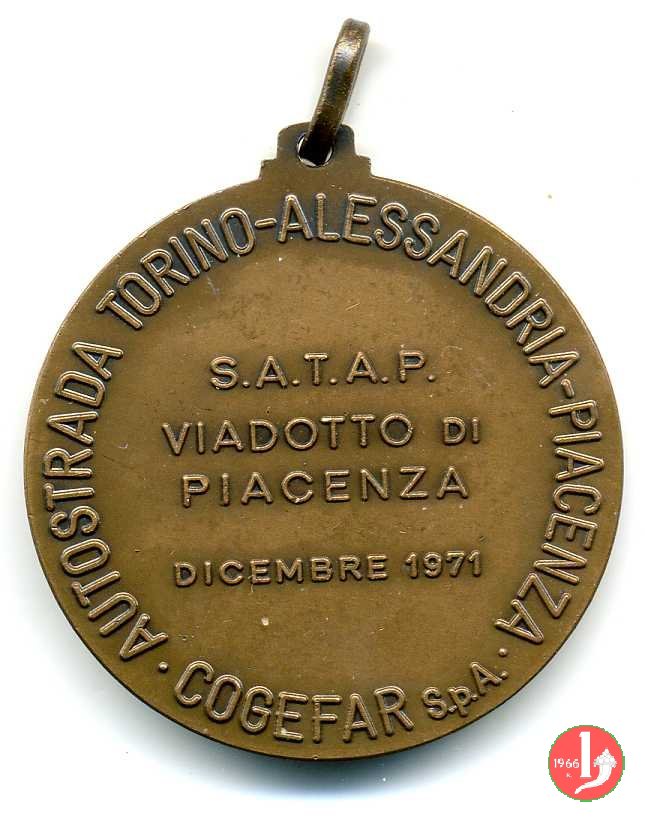 AUTOSTRADA TORINO-ALESSANDRIA-PIACENZA
S.A.T.A.P.
VIADOTTO DI
PIACENZA
DICEMBRE 1971
· COGEFAR S.p.A. ·
1966